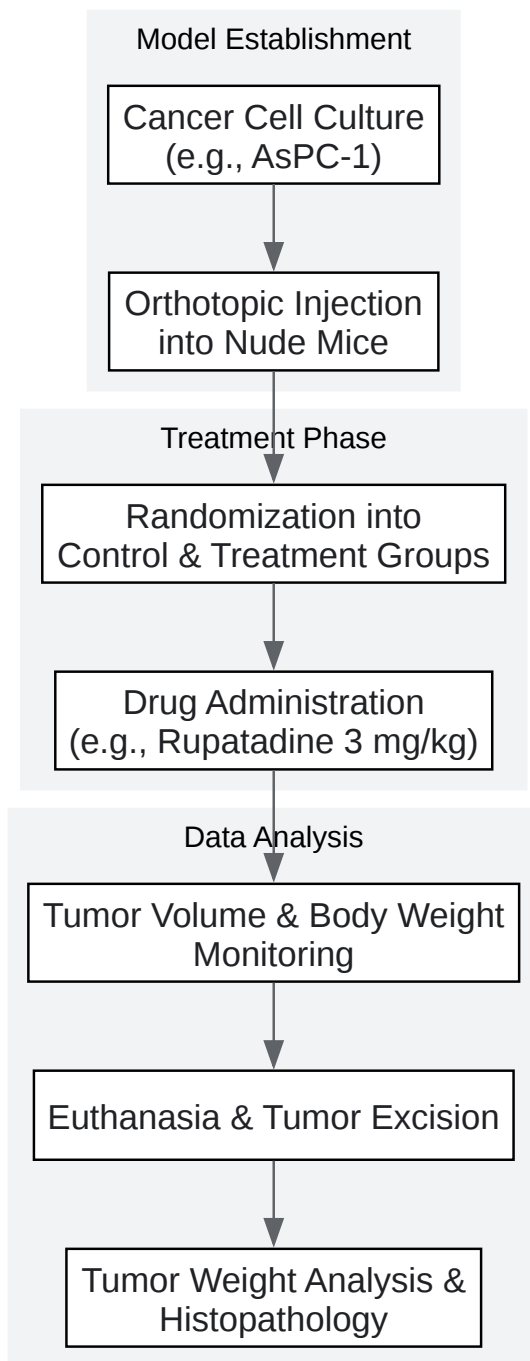 Model Establishment
Cancer Cell Culture
(e.g., AsPC-1)
Orthotopic Injection
into Nude Mice
Treatment Phase
Randomization into
Control & Treatment Groups
Drug Administration
(e.g., Rupatadine 3 mg/kg)
Data Analysis
Tumor Volume & Body Weight
Monitoring
Euthanasia & Tumor Excision
Tumor Weight Analysis &
Histopathology